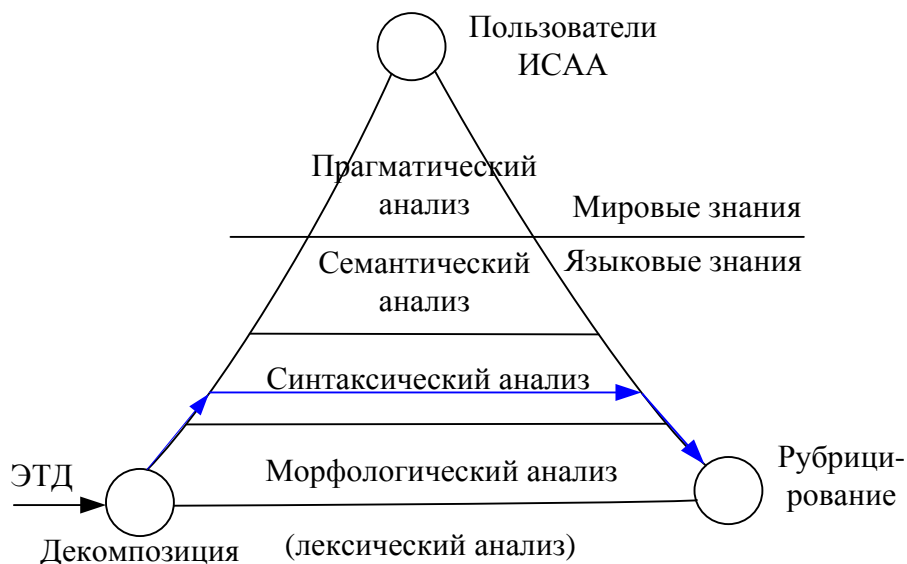 Пользователи
ИСАА
Прагматический
анализ
Мировые знания
Семантический
анализ
Языковые знания
Синтаксический анализ
ЭТД
Морфологический анализ
Рубрици-
рование
Декомпозиция
(лексический анализ)